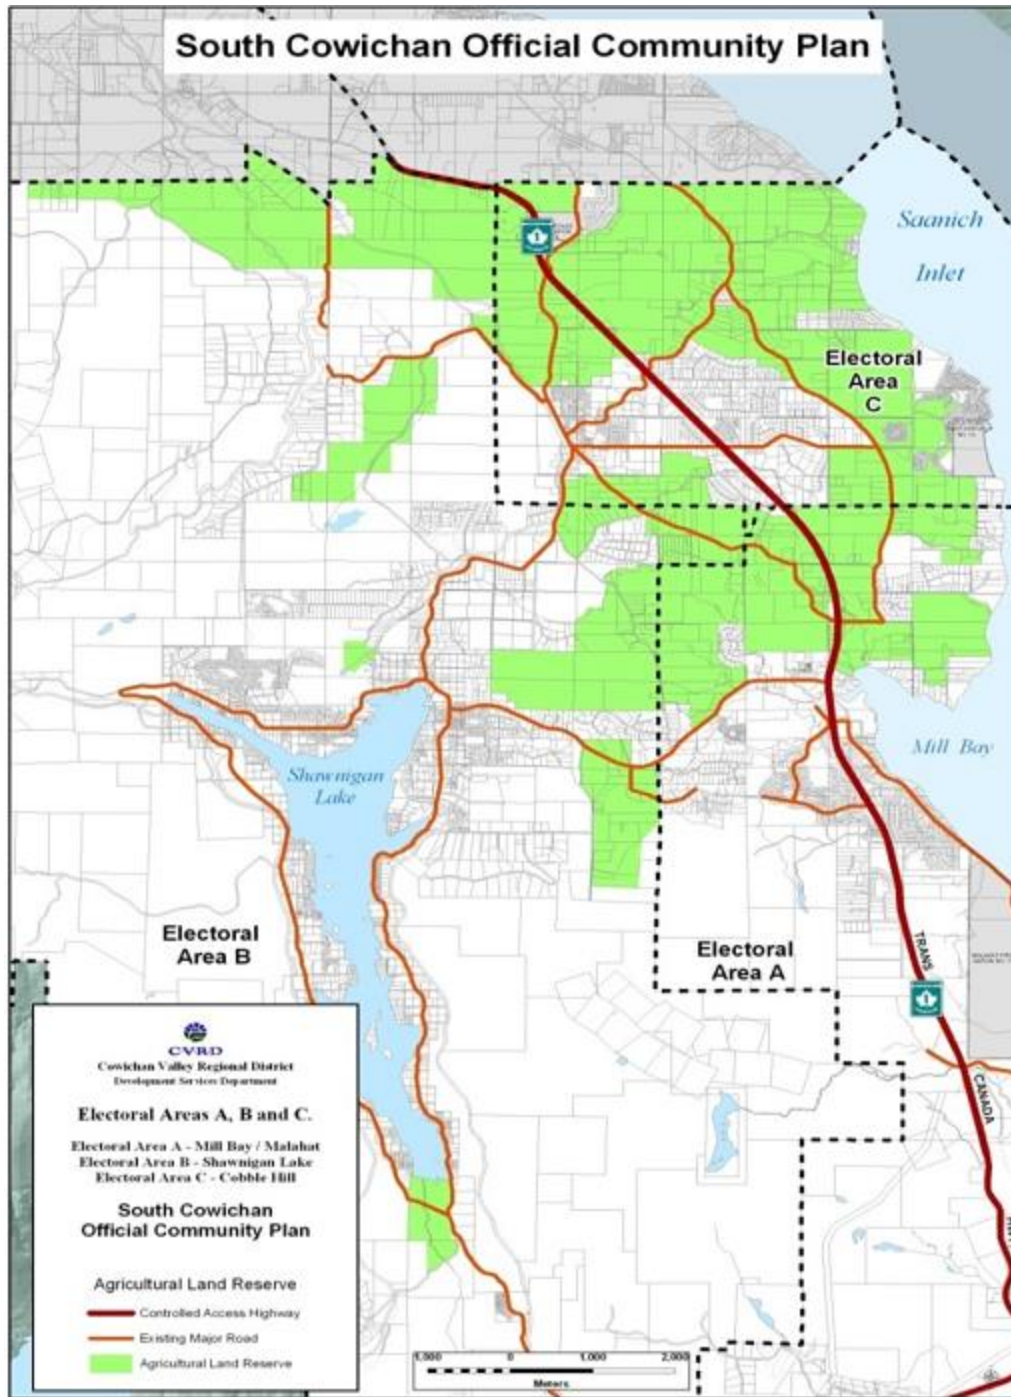 South Cowichan Official Community Plan
Saanich
Inlet
1
Electoral
Area
C
Mill Bay
Shawnigan
Lake
Electoral
Area B
Electoral
Area A
TRANS
1
CANADA
CVRD
Cowichan Valley Regional District
Development Services Department
Electoral Areas A, B and C.
Electoral Area A - Mill Bay / Malahat
Electoral Area B - Shawnigan Lake
Electoral Area C - Cobble Hill
South Cowichan
Official Community Plan
Agricultural Land Reserve
Controlled Access Highway
Existing Major Road
Agricultural Land Reserve
1,000 0 1,000 2,000
Meters